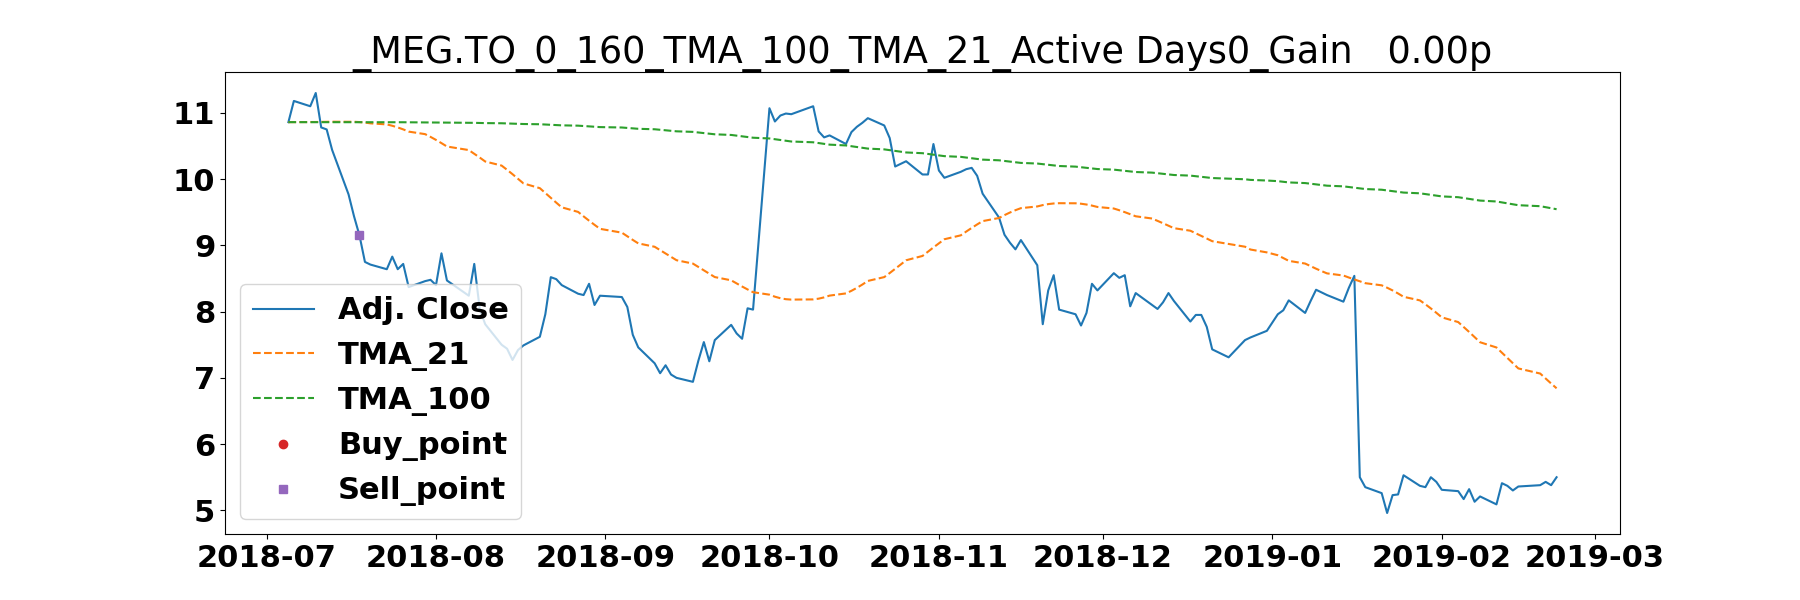 _MEG.TO_0_160_TMA_100_TMA_21_Active Days0_Gain   0.00p
11
10
9
8
7
6
5
Adj. Close
TMA_21
TMA_100
Buy_point
Sell_point
2018-07 2018-08 2018-09 2018-10 2018-11 2018-12 2019-01 2019-02 2019-03